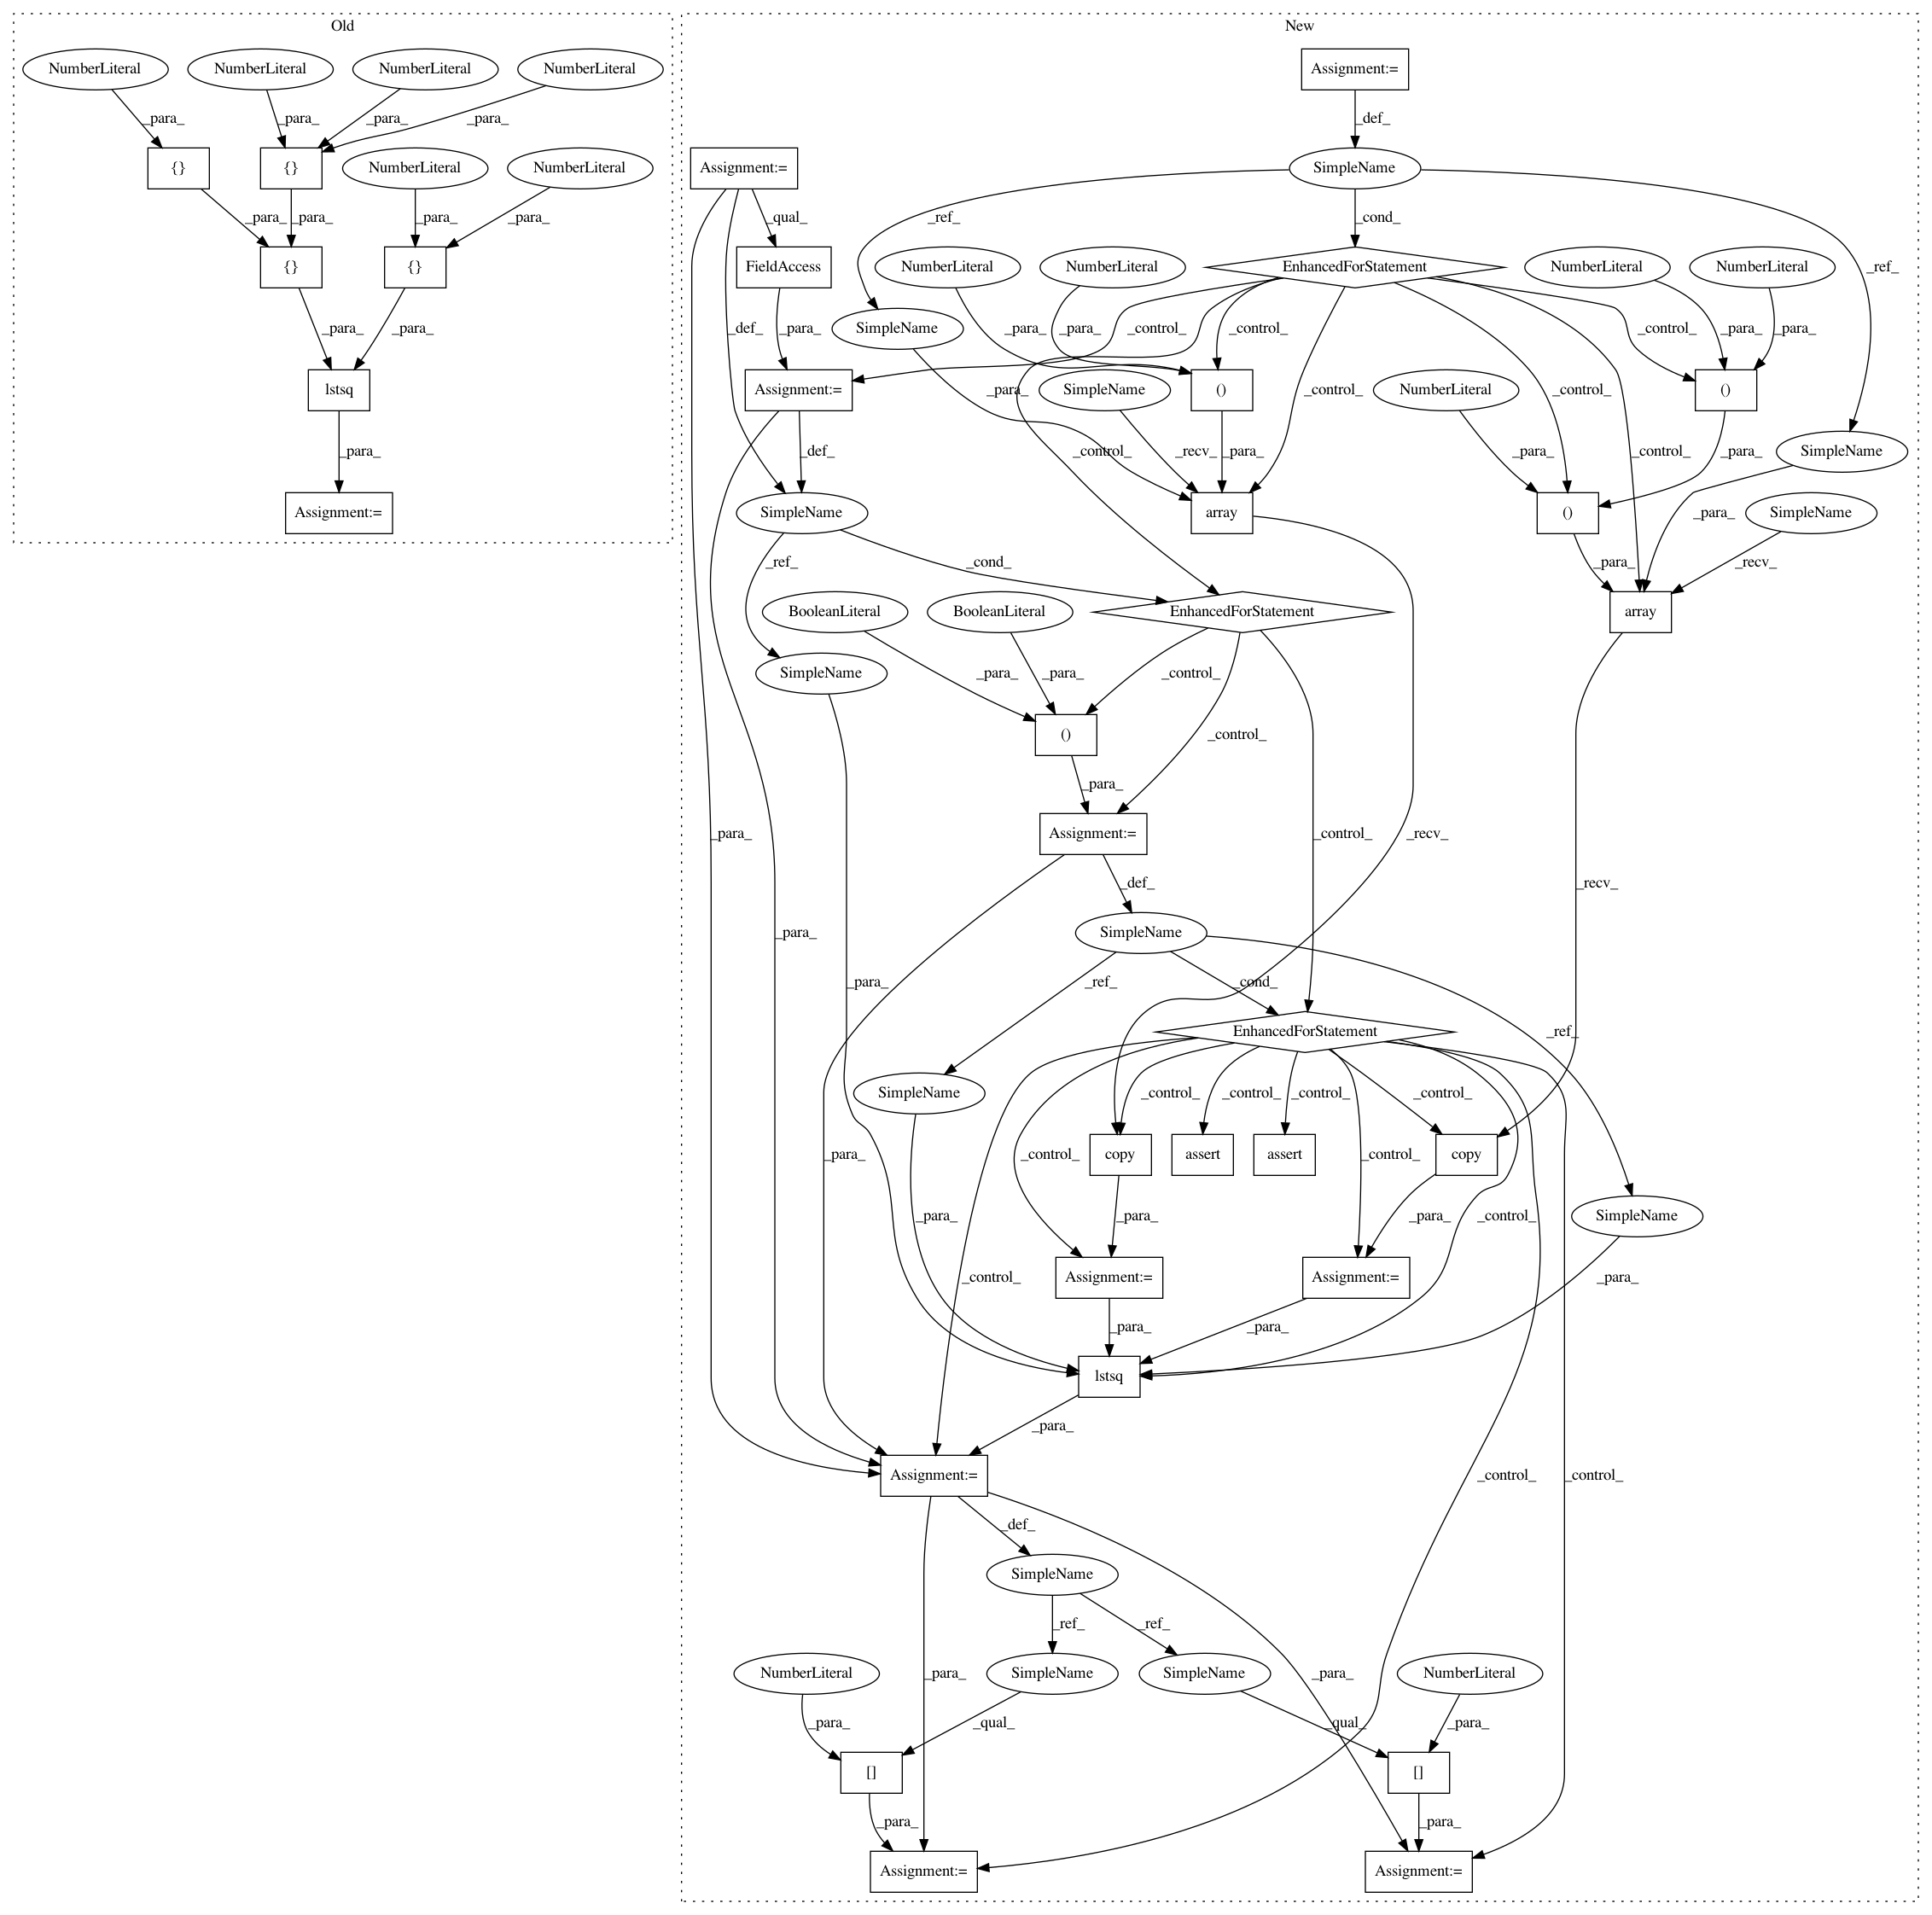 Old
New
NumberLiteral
NumberLiteral
NumberLiteral
NumberLiteral
Assignment:=
_para_
_para_
_para_
_para_
_def_
{}
{}
NumberLiteral
NumberLiteral
Assignment:=
SimpleName
_para_
_para_
_para_
_para_
_qual_
_ref_
_cond_
_ref_
{}
{}
FieldAccess
NumberLiteral
NumberLiteral
EnhancedForStatement
NumberLiteral
NumberLiteral
_para_
_para_
_def_
SimpleName
_para_
_para_
_para_
_control_
_control_
_control_
_para_
_para_
lstsq
Assignment:=
_para_
SimpleName
()
_control_
NumberLiteral
_control_
()
_para_
_def_
_control_
_recv_
_para_
_para_
_control_
_para_
SimpleName
Assignment:=
SimpleName
array
()
_para_
SimpleName
_ref_
_cond_
_para_
_recv_
BooleanLiteral
BooleanLiteral
EnhancedForStatement
array
SimpleName
_para_
_para_
_control_
()
_control_
_para_
_para_
_control_
_recv_
Assignment:=
_recv_
_para_
_def_
SimpleName
_para_
_ref_
_cond_
_ref_
EnhancedForStatement
SimpleName
_control_
_control_
_control_
_para_
_control_
copy
assert
assert
_control_
copy
_para_
_para_
_para_
_control_
SimpleName
_control_
Assignment:=
Assignment:=
_para_
_para_
_para_
lstsq
_para_
Assignment:=
_control_
_control_
_def_
SimpleName
_ref_
_ref_
NumberLiteral
_para_
SimpleName
SimpleName
_para_
NumberLiteral
_para_
_qual_
_qual_
_para_
[]
[]
_para_
_para_
Assignment:=
Assignment:=